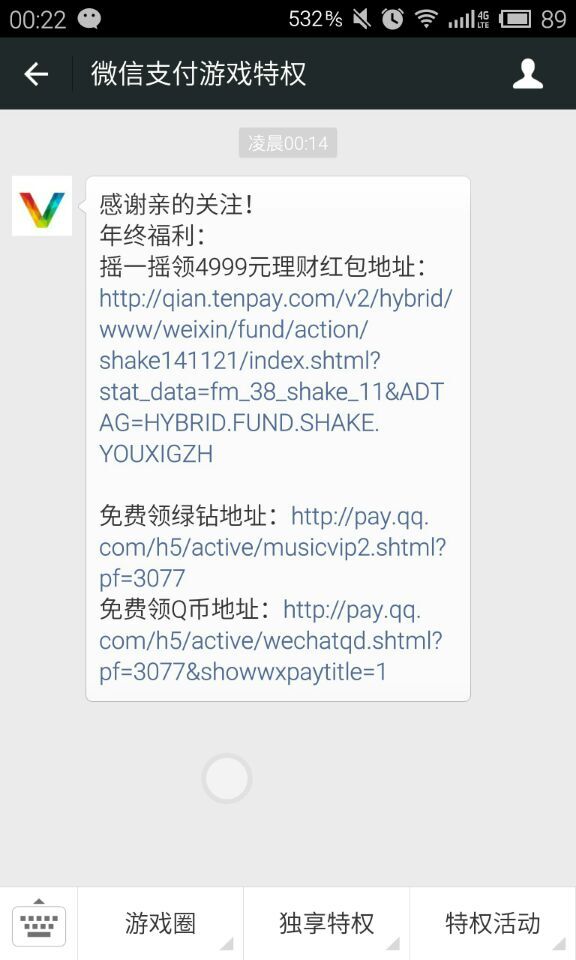 00:22
532 B/s
4G
LTE
89
微信支付游戏特权
凌晨00:14
感谢亲的关注！
年终福利：
摇一摇领4999元理财红包地址：
http://qian.tenpay.com/v2/hybrid/
www/weixin/fund/action/
shake141121/index.shtml?
stat_data=fm_38_shake_11&ADT
AG=HYBRID.FUND.SHAKE.
YOUXIGZH
免费领绿钻地址：http://pay.qq.
com/h5/active/musicvip2.shtml?
pf=3077
免费领Q币地址：http://pay.qq.
com/h5/active/wechatqd.shtml?
pf=3077&showwxpaytitle=1
游戏圈
独享特权
特权活动